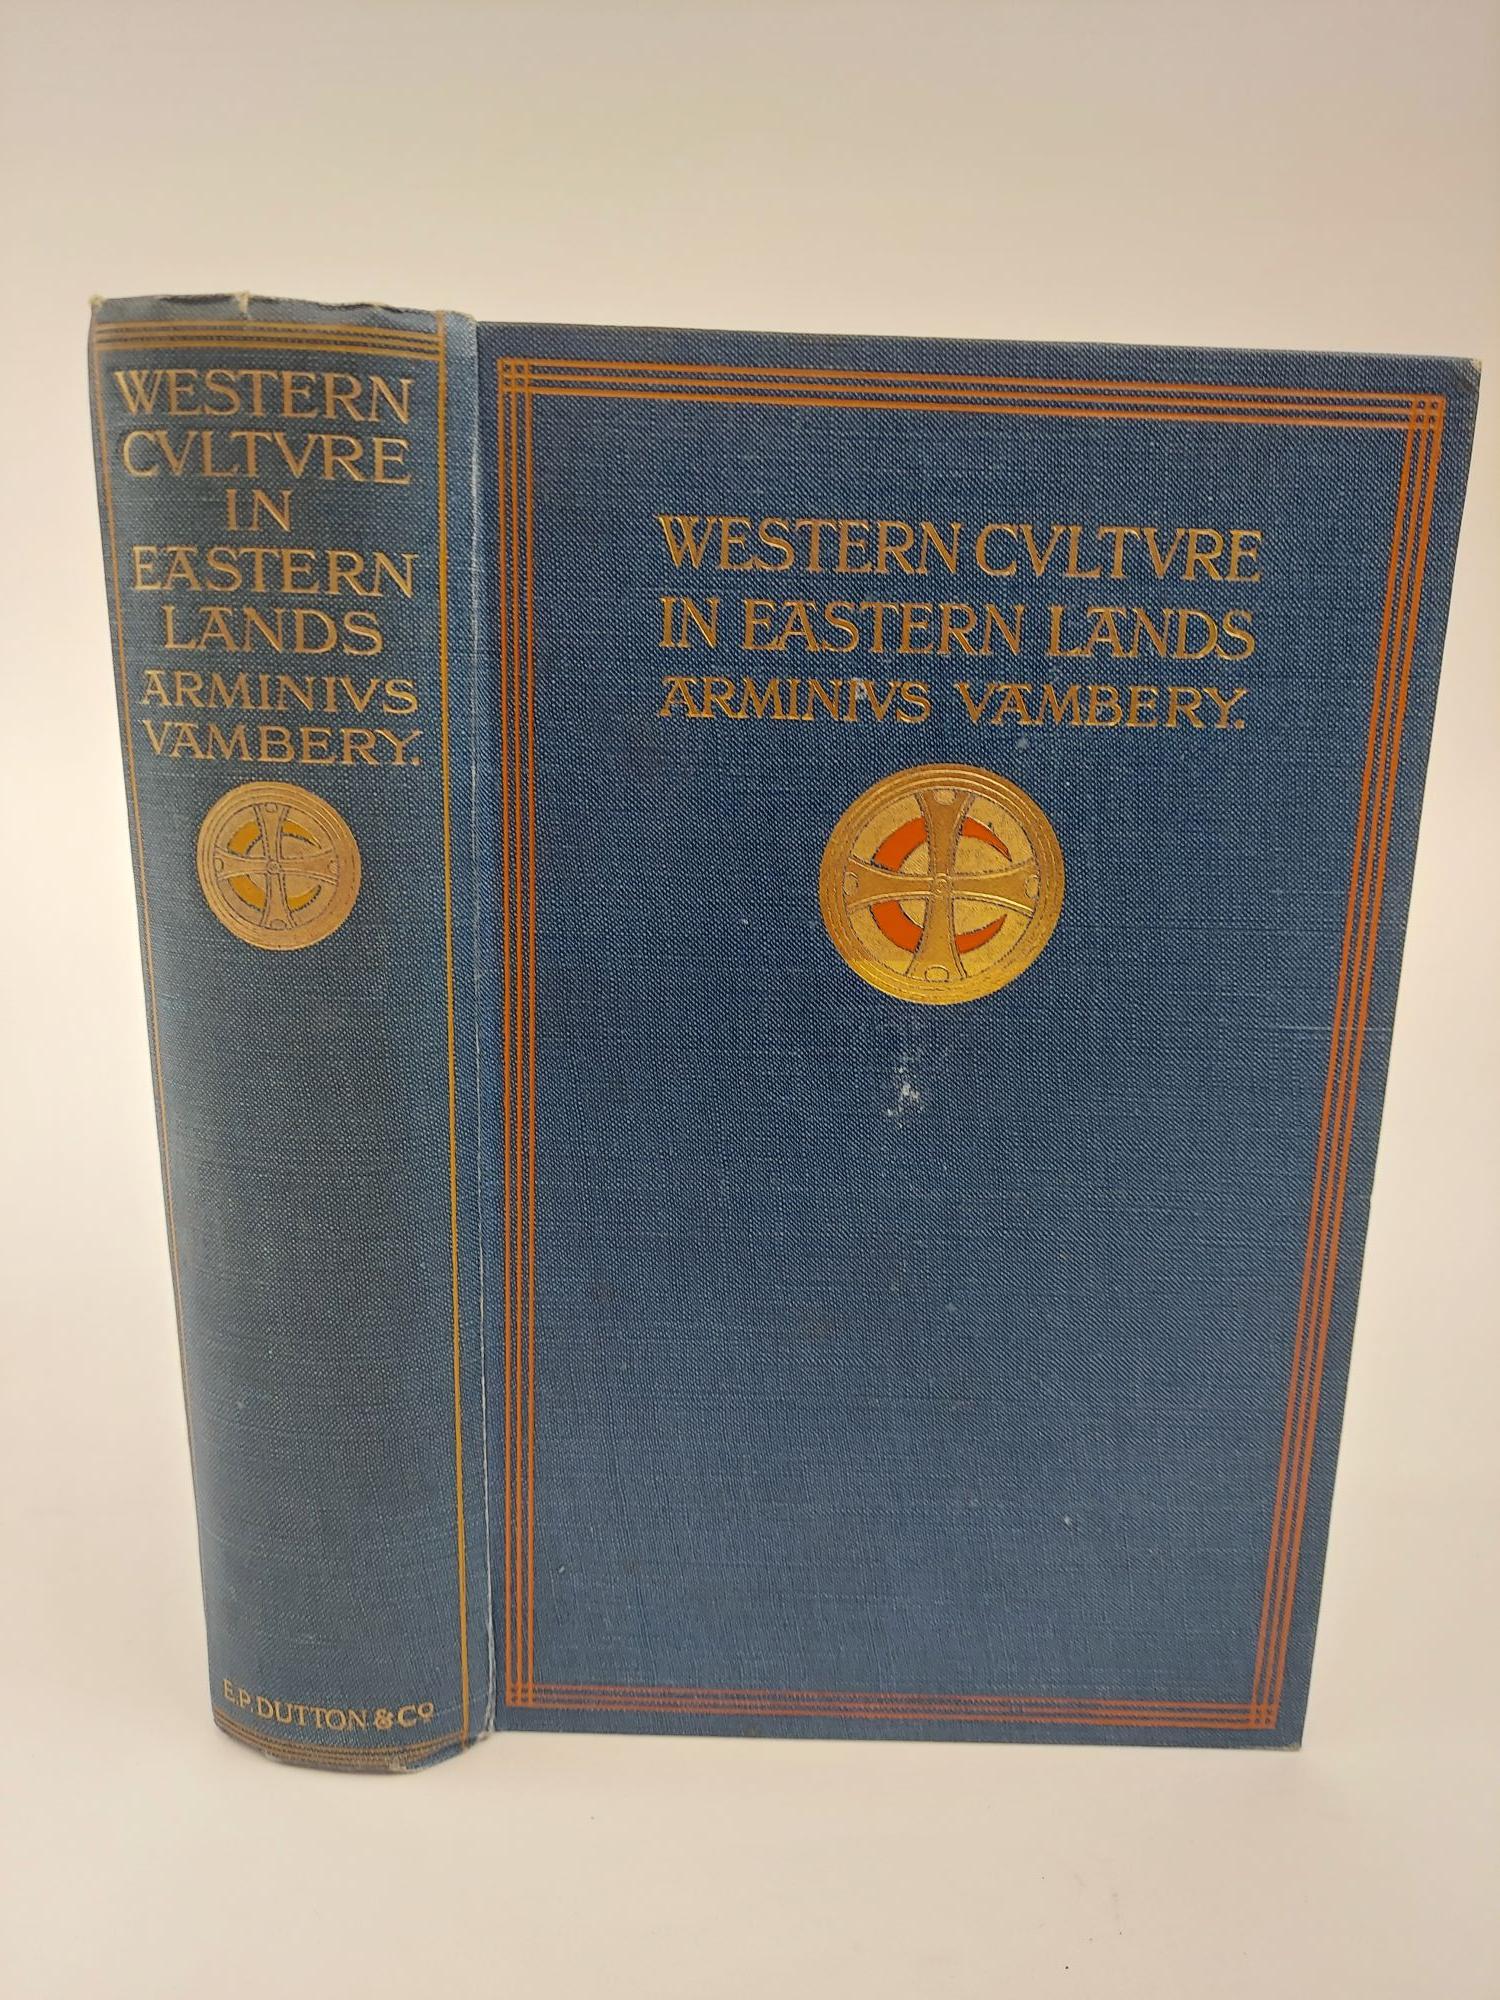 WESTERN
CVLTVRE
IN
EASTERN
LANDS
ARMINIVS
VAMBERY.
E.P. DUTTON & Co
WESTERN CVLTVRE
IN EASTERN LANDS
ARMINIVS VAMBERY.